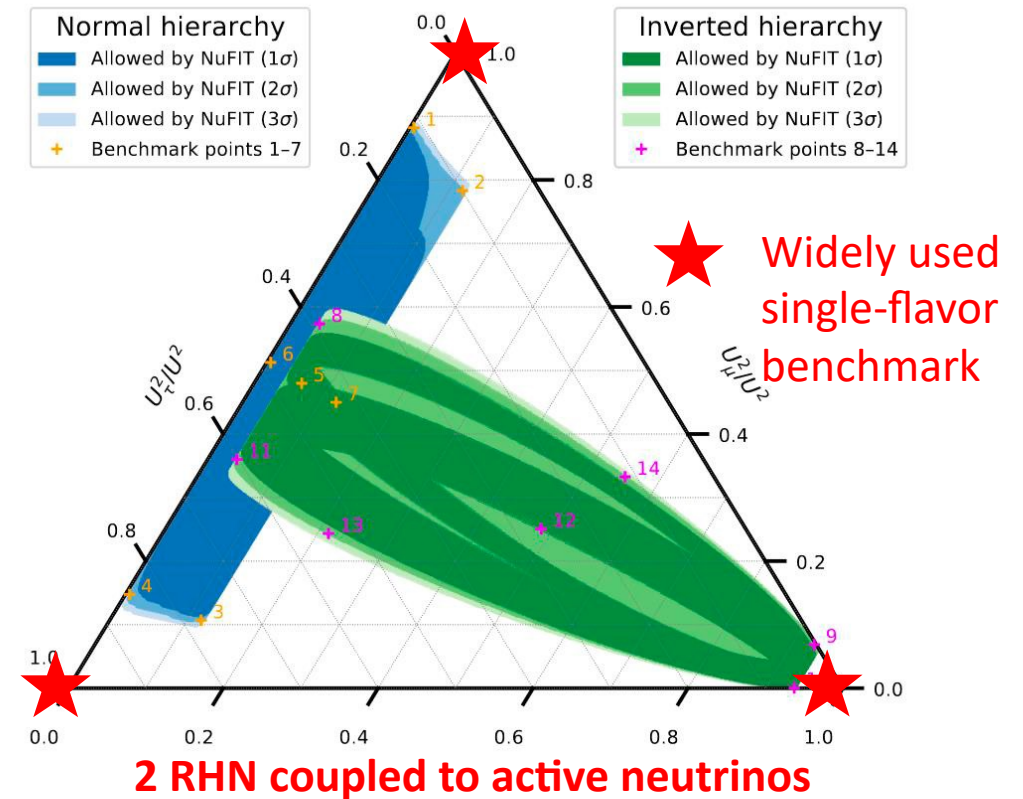 Normal hierarchy
Allowed by NuFIT (1σ)
Allowed by NuFIT (2σ)
Allowed by NuFIT (3σ)
Benchmark points 1–7
Inverted hierarchy
Allowed by NuFIT (1σ)
Allowed by NuFIT (2σ)
Allowed by NuFIT (3σ)
Benchmark points 8–14
0.0
1.0
1
0.2
2
0.8
Widely used
single-flavor
benchmark
0.4
8
0.6
6
U²τ/U²
5
U²μ/U²
7
0.6
0.4
11
14
0.8
13
12
0.2
4
3
9
1.0
0.0
0.0
0.2
0.4
0.6
0.8
1.0
2 RHN coupled to active neutrinos